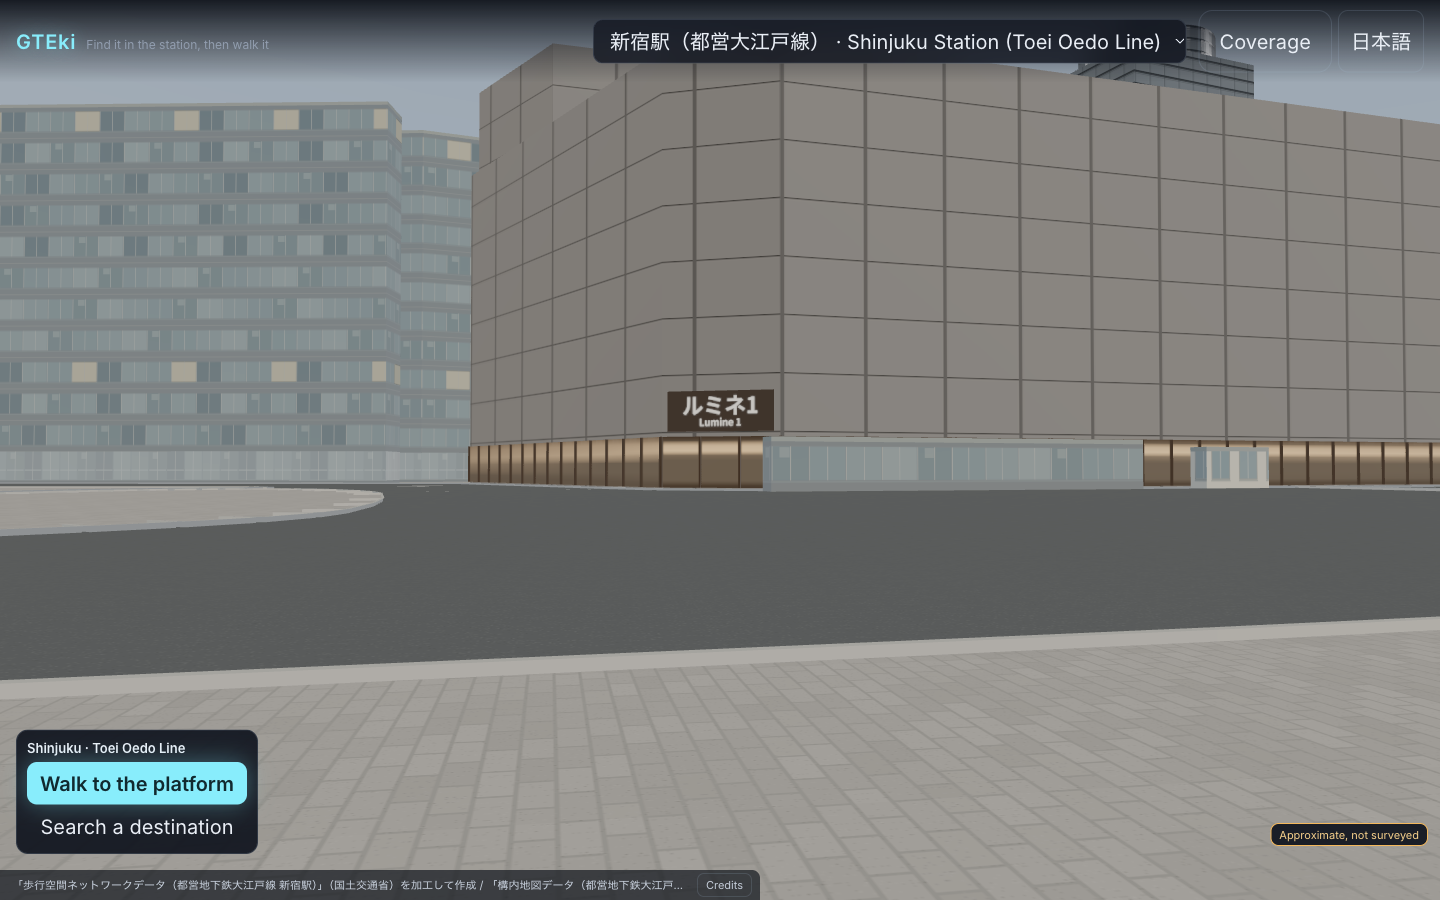 GTEki
Find it in the station, then walk it
新宿駅（都営大江戸線） · Shinjuku Station (Toei Oedo Line)
Coverage
日本語
ルミネ1
Lumine 1
Shinjuku · Toei Oedo Line
Walk to the platform
Search a destination
Approximate, not surveyed
「歩行空間ネットワークデータ（都営地下鉄大江戸線 新宿駅）」（国土交通省）を加工して作成 / 「構内地図データ（都営地下鉄大江戸...
Credits